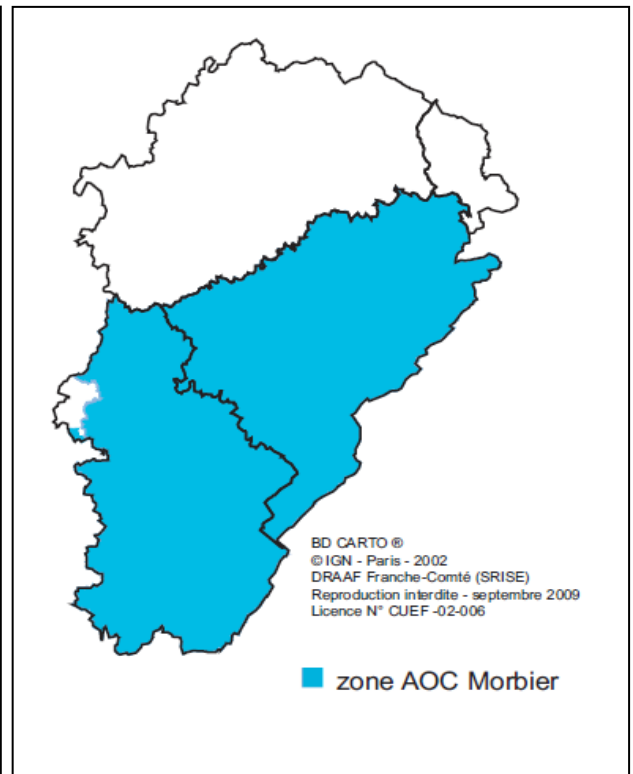 BD CARTO ®
© IGN - Paris - 2002
DRAAF Franche-Comté (SRISE)
Reproduction interdite - septembre 2009
Licence N° CUEF -02-006
zone AOC Morbier